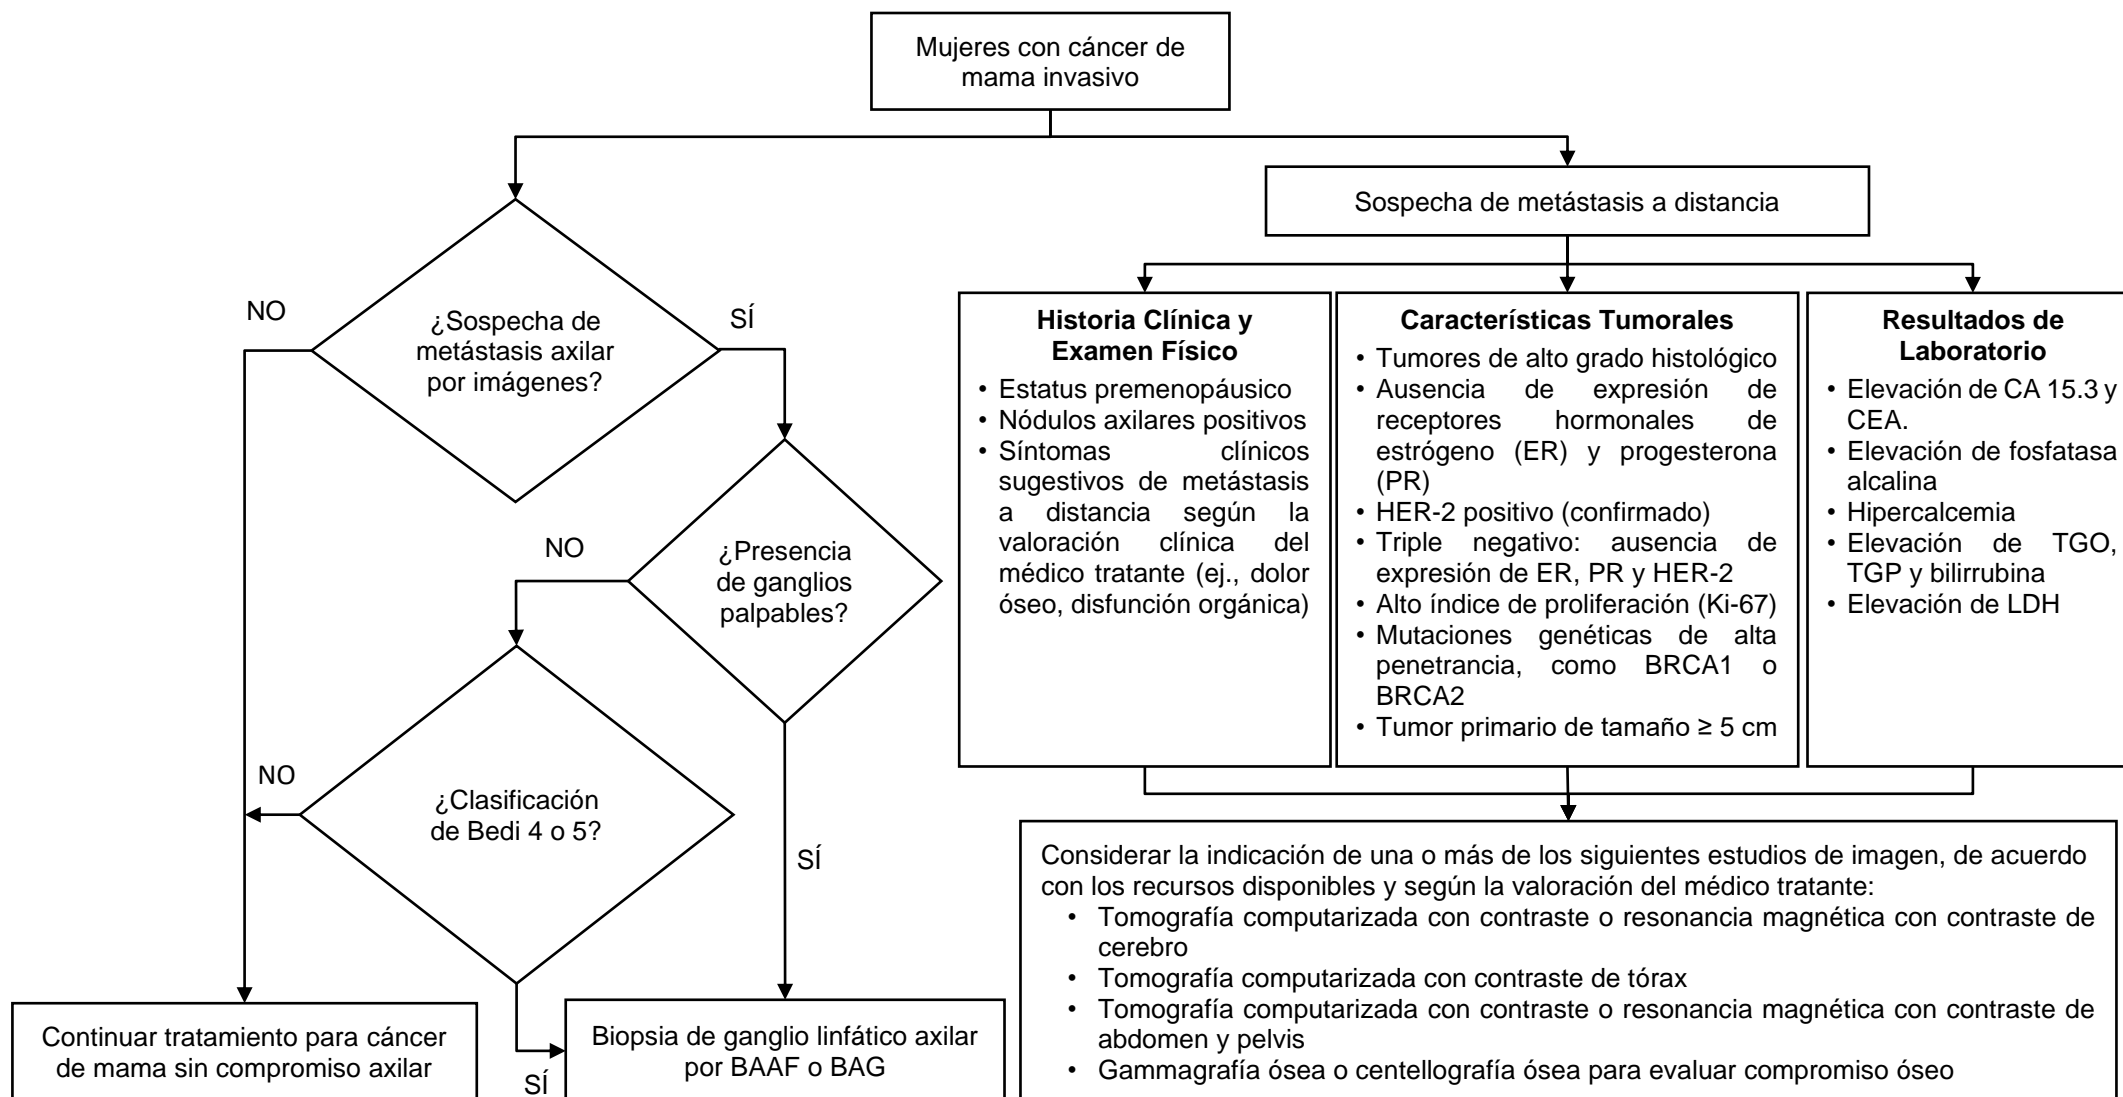 Mujeres con cáncer de
mama invasivo
Sospecha de metástasis a distancia
NO
¿Sospecha de
metástasis axilar
por imágenes?
SÍ
NO
¿Presencia
de ganglios
palpables?
SÍ
NO
¿Clasificación
de Bedi 4 o 5?
SÍ
Continuar tratamiento para cáncer
de mama sin compromiso axilar
Biopsia de ganglio linfático axilar
por BAAF o BAG
Historia Clínica y
Examen Físico
• Estatus premenopáusico
• Nódulos axilares positivos
• Síntomas clínicos
sugestivos de metástasis
a distancia según la
valoración clínica del
médico tratante (ej., dolor
óseo, disfunción orgánica)
Características Tumorales
• Tumores de alto grado histológico
• Ausencia de expresión de
receptores hormonales de
estrógeno (ER) y progesterona
(PR)
• HER-2 positivo (confirmado)
• Triple negativo: ausencia de
expresión de ER, PR y HER-2
• Alto índice de proliferación (Ki-67)
• Mutaciones genéticas de alta
penetrancia, como BRCA1 o
BRCA2
• Tumor primario de tamaño ≥ 5 cm
Resultados de
Laboratorio
• Elevación de CA 15.3 y
CEA.
• Elevación de fosfatasa
alcalina
• Hipercalcemia
• Elevación de TGO,
TGP y bilirrubina
• Elevación de LDH
Considerar la indicación de una o más de los siguientes estudios de imagen, de acuerdo
con los recursos disponibles y según la valoración del médico tratante:
• Tomografía computarizada con contraste o resonancia magnética con contraste de
cerebro
• Tomografía computarizada con contraste de tórax
• Tomografía computarizada con contraste o resonancia magnética con contraste de
abdomen y pelvis
• Gammagrafía ósea o centellografía ósea para evaluar compromiso óseo